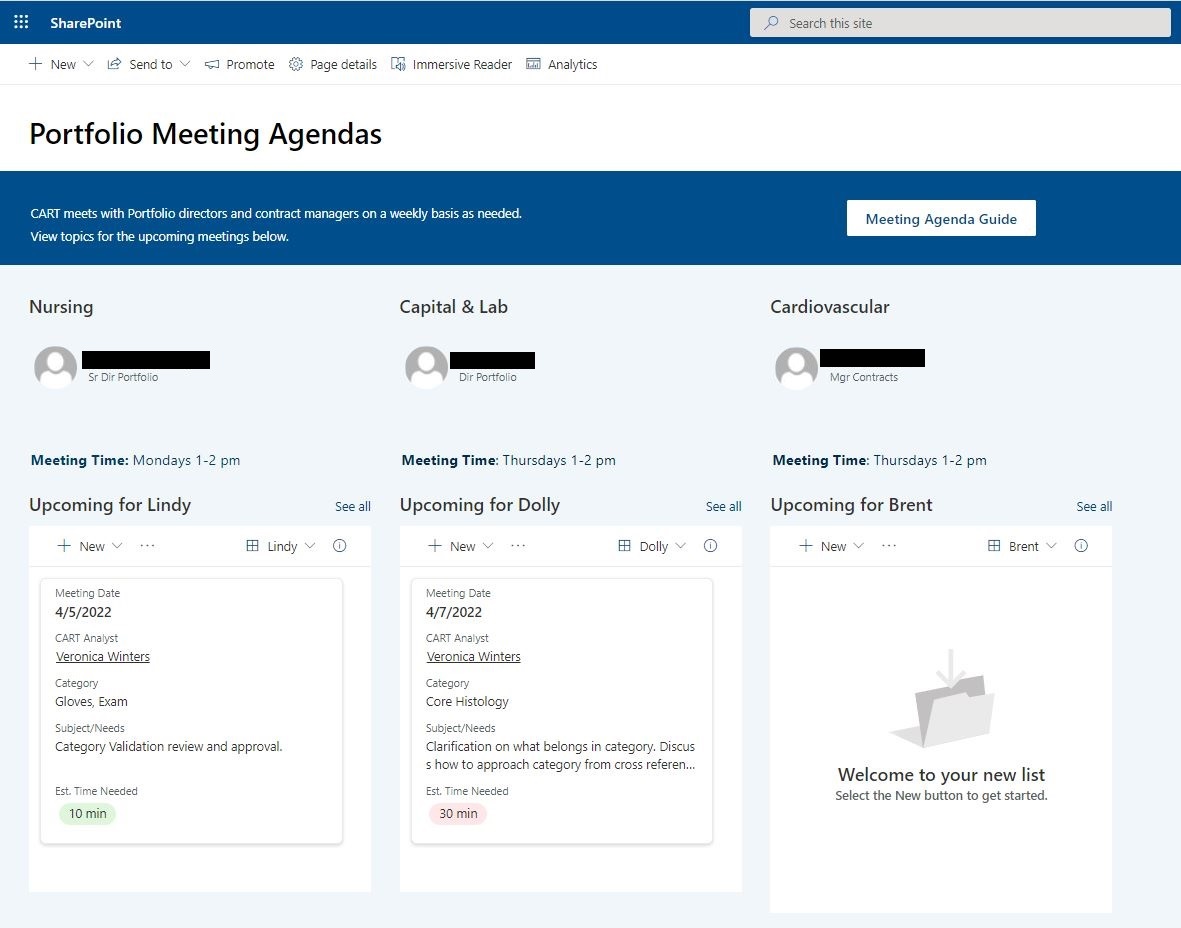 SharePoint
Search this site
New
Send to
Promote
Page details
Immersive Reader
Analytics
Portfolio Meeting Agendas
CART meets with Portfolio directors and contract managers on a weekly basis as needed.
View topics for the upcoming meetings below.
Meeting Agenda Guide
Nursing
Sr Dir Portfolio
Meeting Time: Mondays 1-2 pm
Upcoming for Lindy
See all
New
...
Lindy
Meeting Date
4/5/2022
CART Analyst
Veronica Winters
Category
Gloves, Exam
Subject/Needs
Category Validation review and approval.
Est. Time Needed
10 min
Capital & Lab
Dir Portfolio
Meeting Time: Thursdays 1-2 pm
Upcoming for Dolly
See all
New
...
Dolly
Meeting Date
4/7/2022
CART Analyst
Veronica Winters
Category
Core Histology
Subject/Needs
Clarification on what belongs in category. Discus
s how to approach category from cross referen...
Est. Time Needed
30 min
Cardiovascular
Mgr Contracts
Meeting Time: Thursdays 1-2 pm
Upcoming for Brent
See all
New
...
Brent
Welcome to your new list
Select the New button to get started.